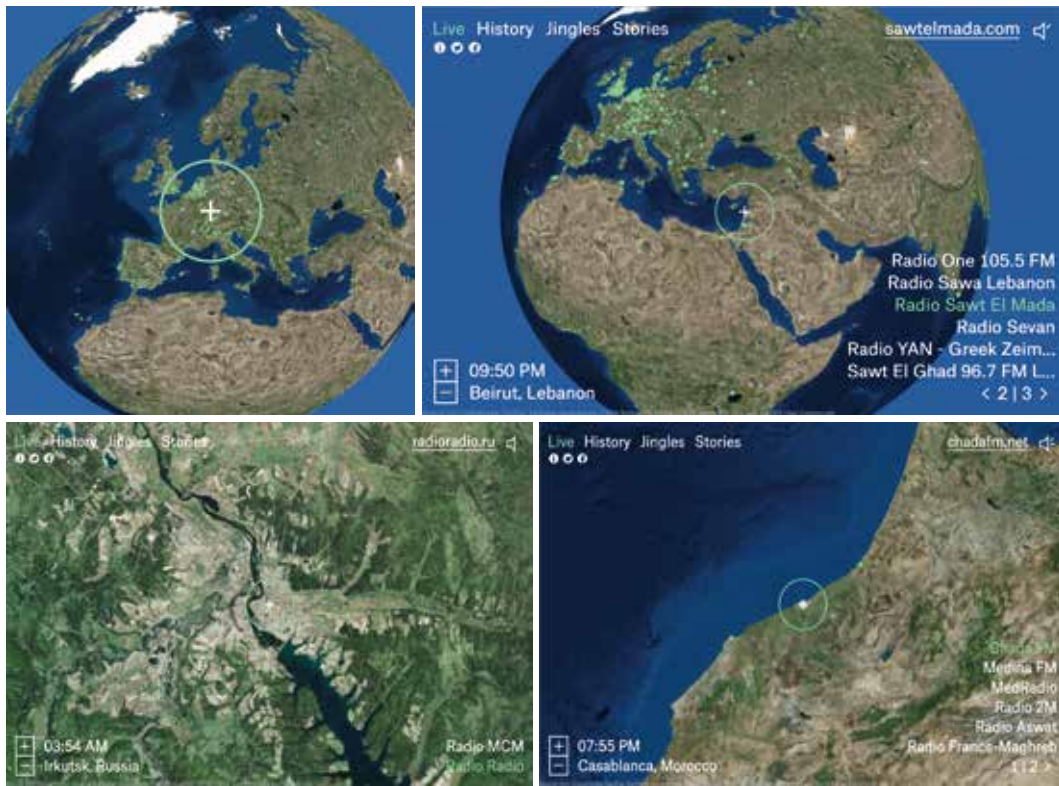 Live History Jingles Stories
sawtelmada.com
Radio One 105.5 FM
Radio Sawa Lebanon
Radio Sawt El Mada
Radio Sevan
Radio YAN - Greek Zeim...
Sawt El Ghad 96.7 FM L...
< 2 | 3 >
+ 09:50 PM
− Beirut, Lebanon
Live History Jingles Stories
radioradio.ru
+ 03:54 AM
− Irkutsk, Russia
Radio MCM
Radio Radio
Live History Jingles Stories
chadafm.net
Chada FM
Medina FM
MedRadio
Radio 2M
Radio Aswat
Radio France-Maghreb
1 | 2 >
+ 07:55 PM
− Casablanca, Morocco